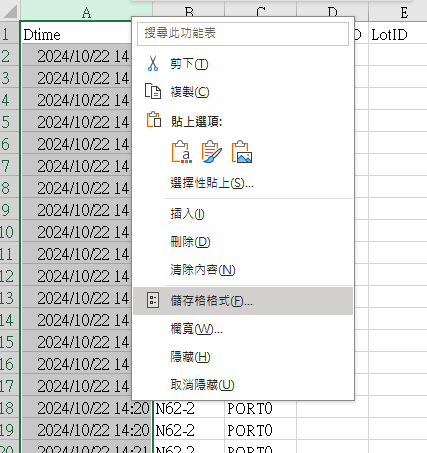 A B C D E
1 Dtime D LotID
搜尋此功能表
剪下(T)
複製(C)
貼上選項:
選擇性貼上(S)...
插入(I)
刪除(D)
清除內容(N)
儲存格格式(F)...
欄寬(W)...
隱藏(H)
取消隱藏(U)
2 2024/10/22 14
3 2024/10/22 14
4 2024/10/22 14
5 2024/10/22 14
6 2024/10/22 14
7 2024/10/22 14
8 2024/10/22 14
9 2024/10/22 14
10 2024/10/22 14
11 2024/10/22 14
12 2024/10/22 14
13 2024/10/22 14
14 2024/10/22 14
15 2024/10/22 14
16 2024/10/22 14
17 2024/10/22 14
18 2024/10/22 14:20 N62-2 PORT0
19 2024/10/22 14:20 N62-2 PORT0
20 2024/10/22 14:21 N62-2 PORT0